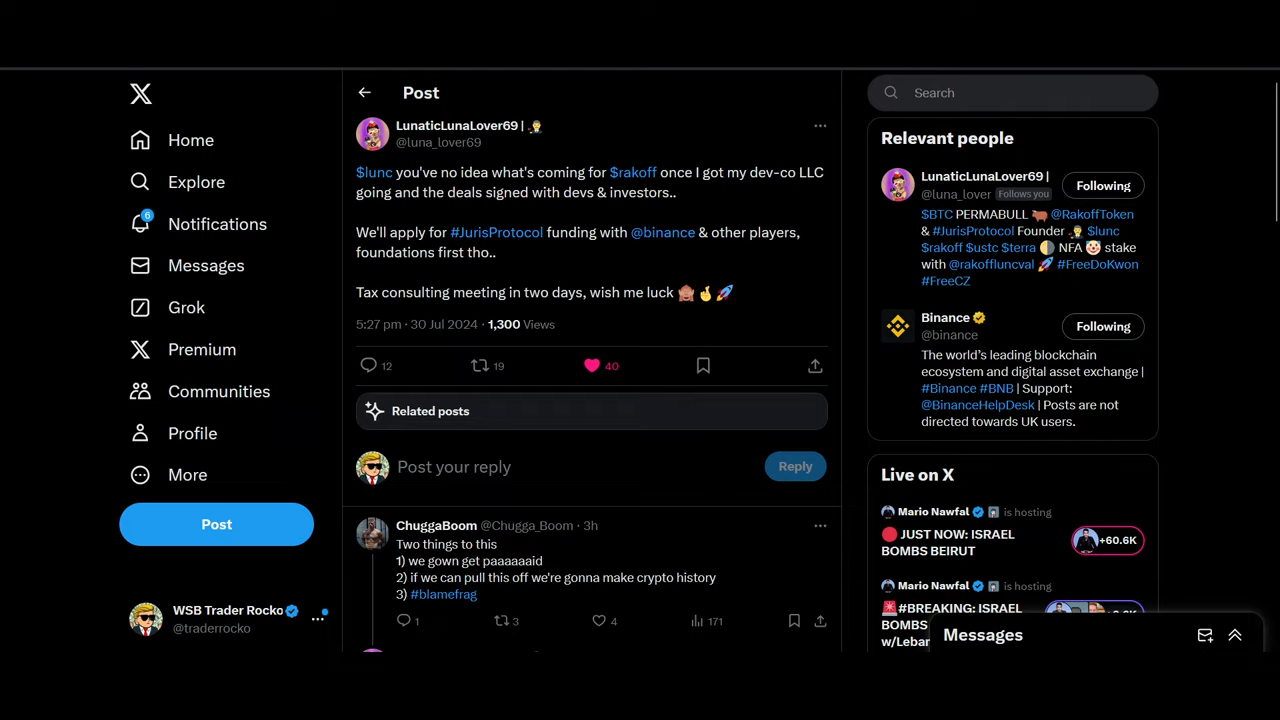 Home
Explore
6
Notifications
Messages
Grok
Premium
Communities
Profile
More
Post
WSB Trader Rocko
@traderrocko
Post
LunaticLunaLover69 |
@luna_lover69
$lunc you've no idea what's coming for $rakoff once I got my dev-co LLC
going and the deals signed with devs & investors..
We'll apply for #JurisProtocol funding with @binance & other players,
foundations first tho..
Tax consulting meeting in two days, wish me luck 🙈🤞🚀
5:27 pm · 30 Jul 2024 · 1,300 Views
12 19 40
Related posts
Post your reply
Reply
ChuggaBoom @Chugga_Boom · 3h
Two things to this
1) we gown get paaaaaaid
2) if we can pull this off we're gonna make crypto history
3) #blamefrag
1 3 4 171
Search
Relevant people
LunaticLunaLover69 |
@luna_lover Follows you
Following
$BTC PERMABULL 🐂 @RakoffToken
& #JurisProtocol Founder $lunc
$rakoff $ustc $terra 🌗 NFA 🤡 stake
with @rakoffluncval 🚀 #FreeDoKwon
#FreeCZ
Binance
@binance
Following
The world's leading blockchain
ecosystem and digital asset exchange |
#Binance #BNB | Support:
@BinanceHelpDesk | Posts are not
directed towards UK users.
Live on X
Mario Nawfal is hosting
🔴 JUST NOW: ISRAEL
BOMBS BEIRUT
+60.6K
Mario Nawfal is hosting
🚨#BREAKING: ISRAEL
BOMBS
w/Leban
Messages